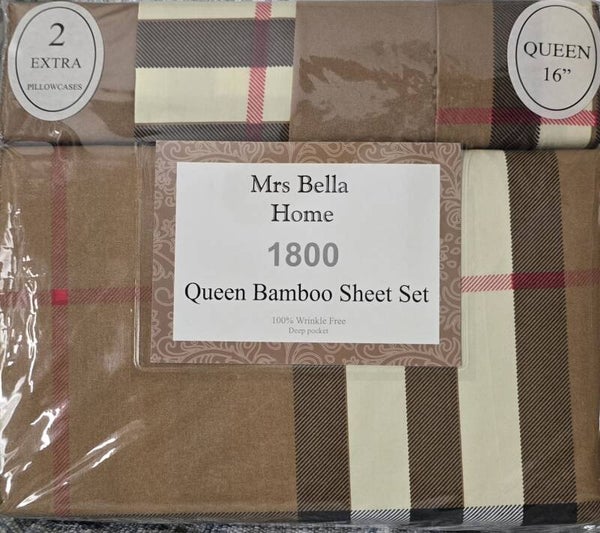 2
EXTRA
PILLOWCASES
QUEEN
16”
Mrs Bella
Home
1800
Queen Bamboo Sheet Set
100% Wrinkle Free
Deep pocket